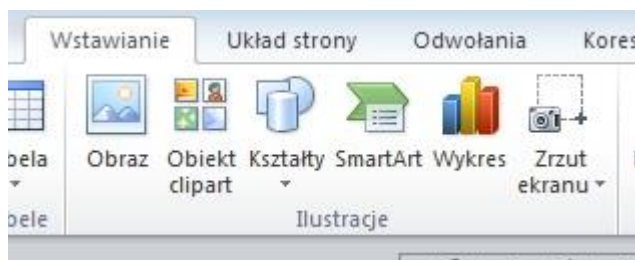 Wstawianie Układ strony Odwołania Kores
bela Obraz Obiekt clipart Kształty SmartArt Wykres Zrzut ekranu
bele Ilustracje